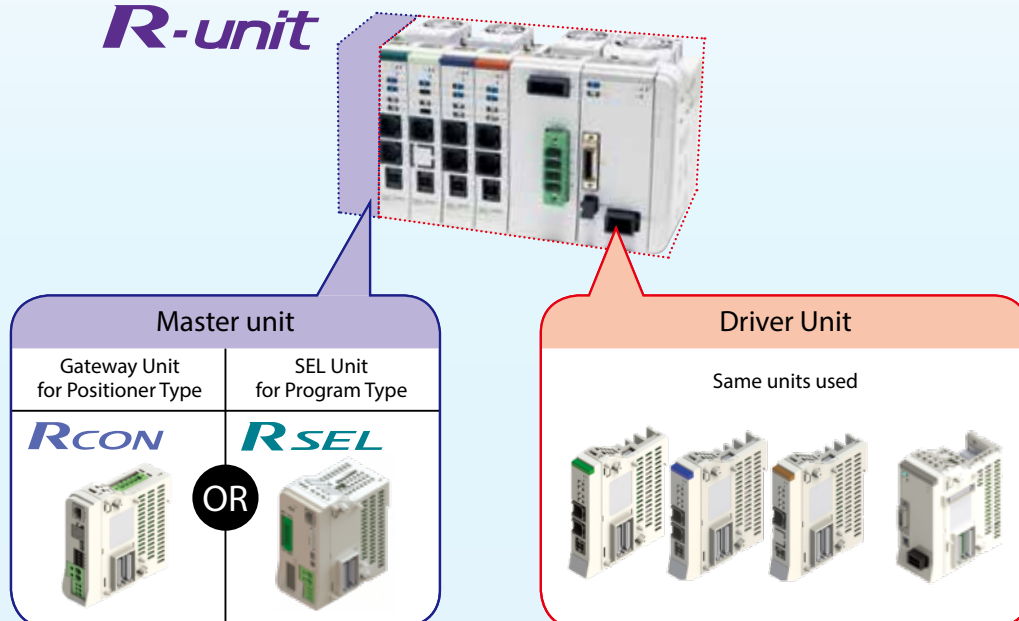 R-unit
Master unit
Gateway Unit
for Positioner Type
SEL Unit
for Program Type
RCON
RSEL
OR
Driver Unit
Same units used